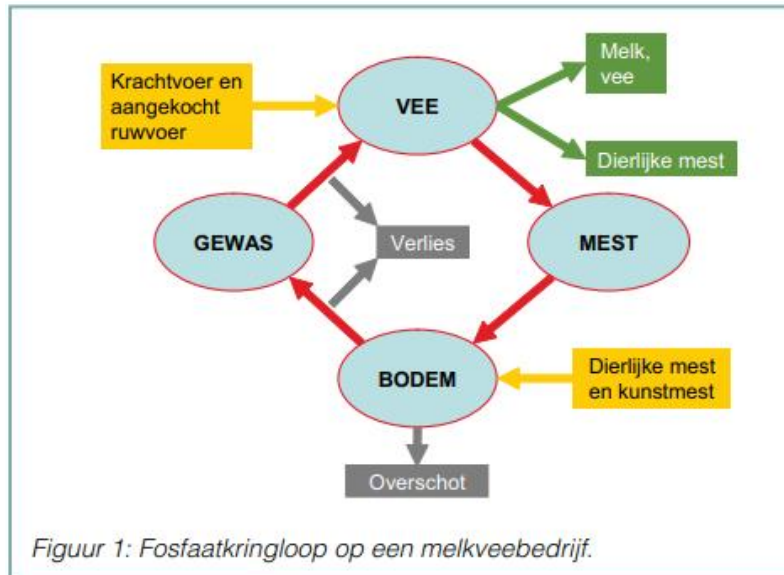 Krachtvoer en
aangekocht
ruwvoer
VEE
Melk,
vee
Dierlijke mest
GEWAS
Verlies
MEST
BODEM
Dierlijke mest
en kunstmest
Overschot
Figuur 1: Fosfaatkringloop op een melkveebedrijf.